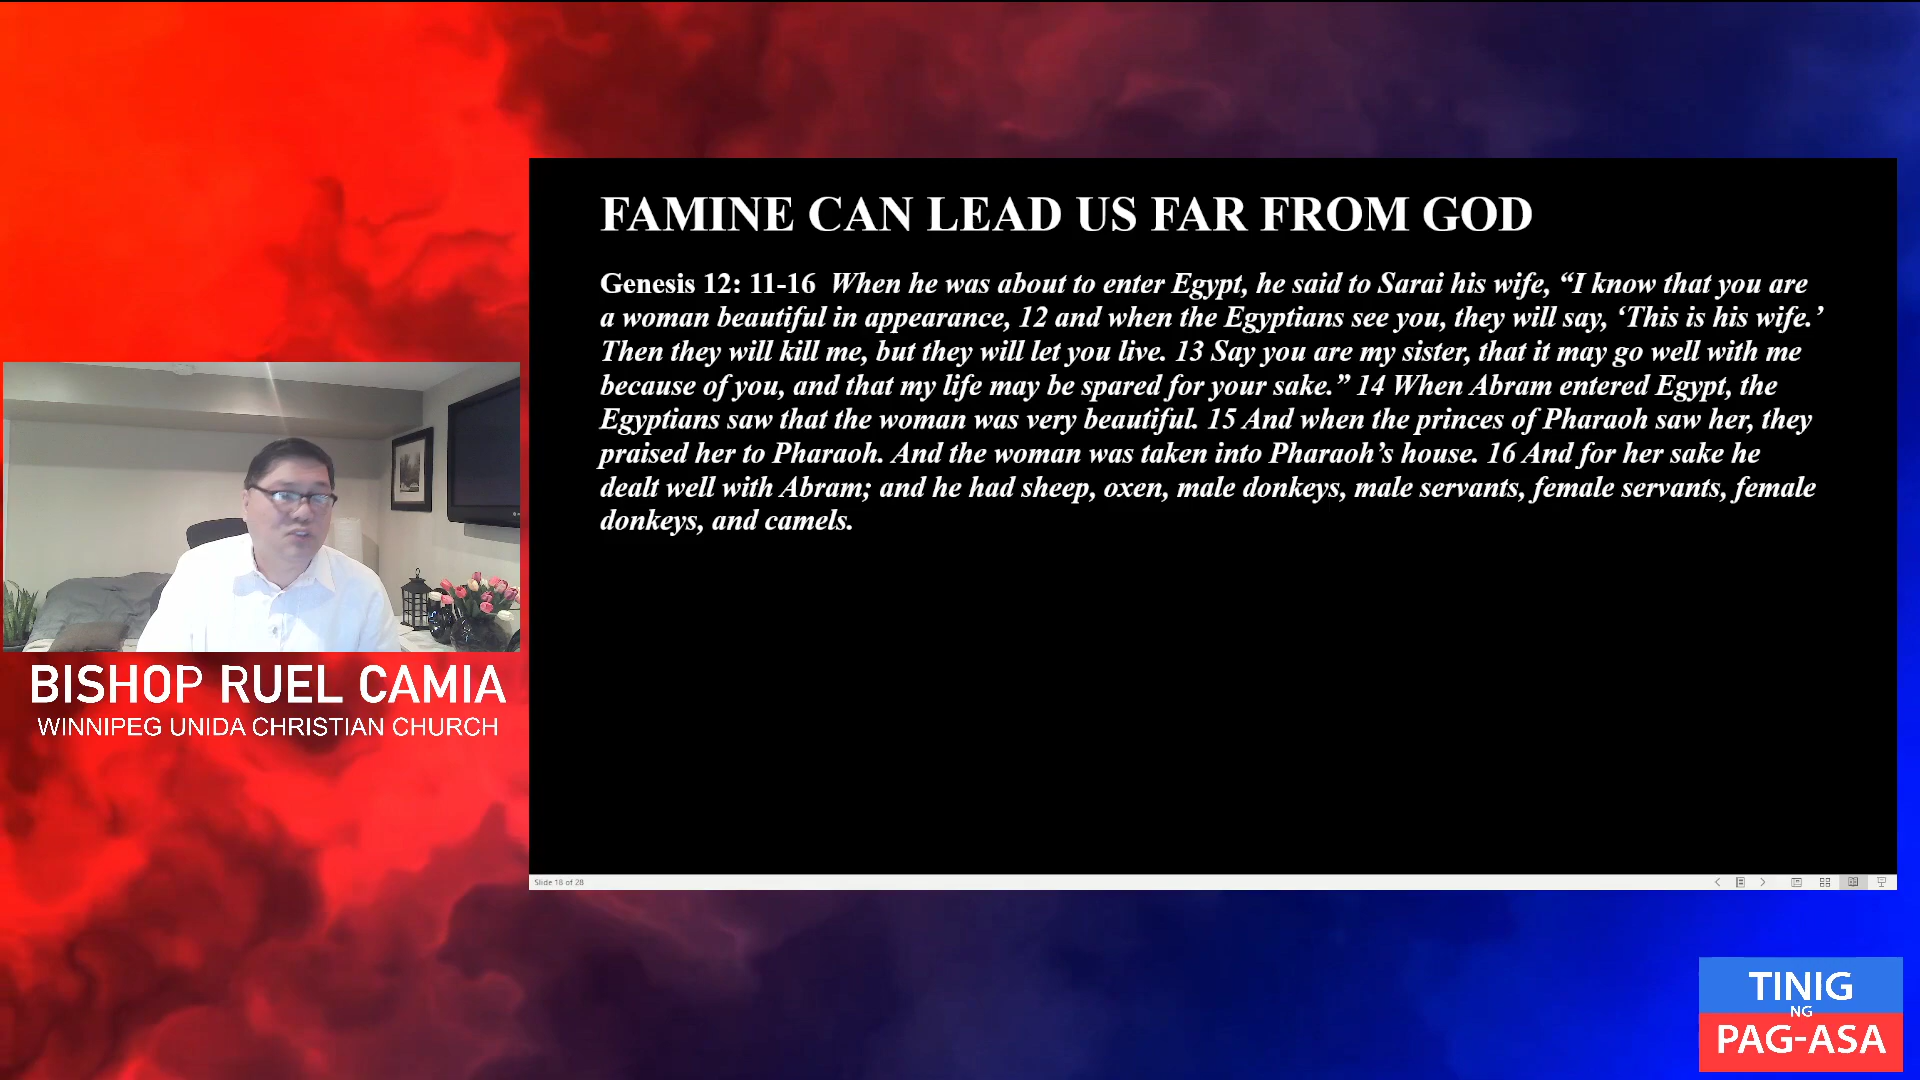 FAMINE CAN LEAD US FAR FROM GOD
Genesis 12: 11-16 When he was about to enter Egypt, he said to Sarai his wife, “I know that you are
a woman beautiful in appearance, 12 and when the Egyptians see you, they will say, ‘This is his wife.’
Then they will kill me, but they will let you live. 13 Say you are my sister, that it may go well with me
because of you, and that my life may be spared for your sake.” 14 When Abram entered Egypt, the
Egyptians saw that the woman was very beautiful. 15 And when the princes of Pharaoh saw her, they
praised her to Pharaoh. And the woman was taken into Pharaoh’s house. 16 And for her sake he
dealt well with Abram; and he had sheep, oxen, male donkeys, male servants, female servants, female
donkeys, and camels.
BISHOP RUEL CAMIA
WINNIPEG UNIDA CHRISTIAN CHURCH
Slide 18 of 28
TINIG
NG
PAG-ASA